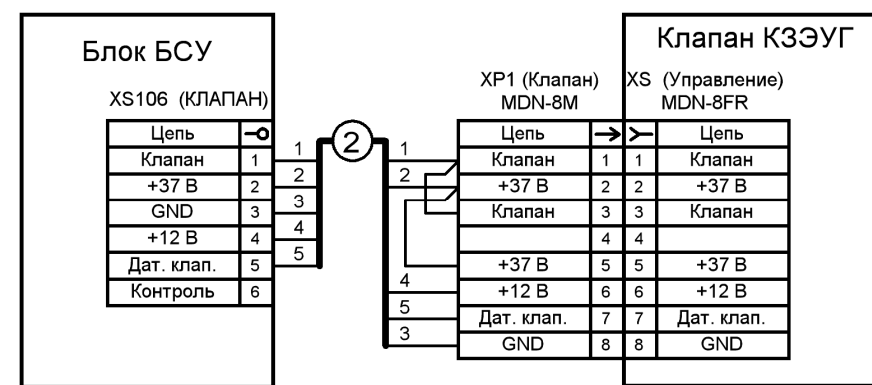 Блок БСУ
Клапан КЗЭУГ
XS106 (КЛАПАН)
XP1 (Клапан)
MDN-8M
XS (Управление)
MDN-8FR
Цепь
Клапан 1
+37 В 2
GND 3
+12 В 4
Дат. клап. 5
Контроль 6
1
2
3
4
5
2
1
2
4
5
3
Цепь Цепь
Клапан 1 1 Клапан
+37 В 2 2 +37 В
Клапан 3 3 Клапан
4 4
+37 В 5 5 +37 В
+12 В 6 6 +12 В
Дат. клап. 7 7 Дат. клап.
GND 8 8 GND